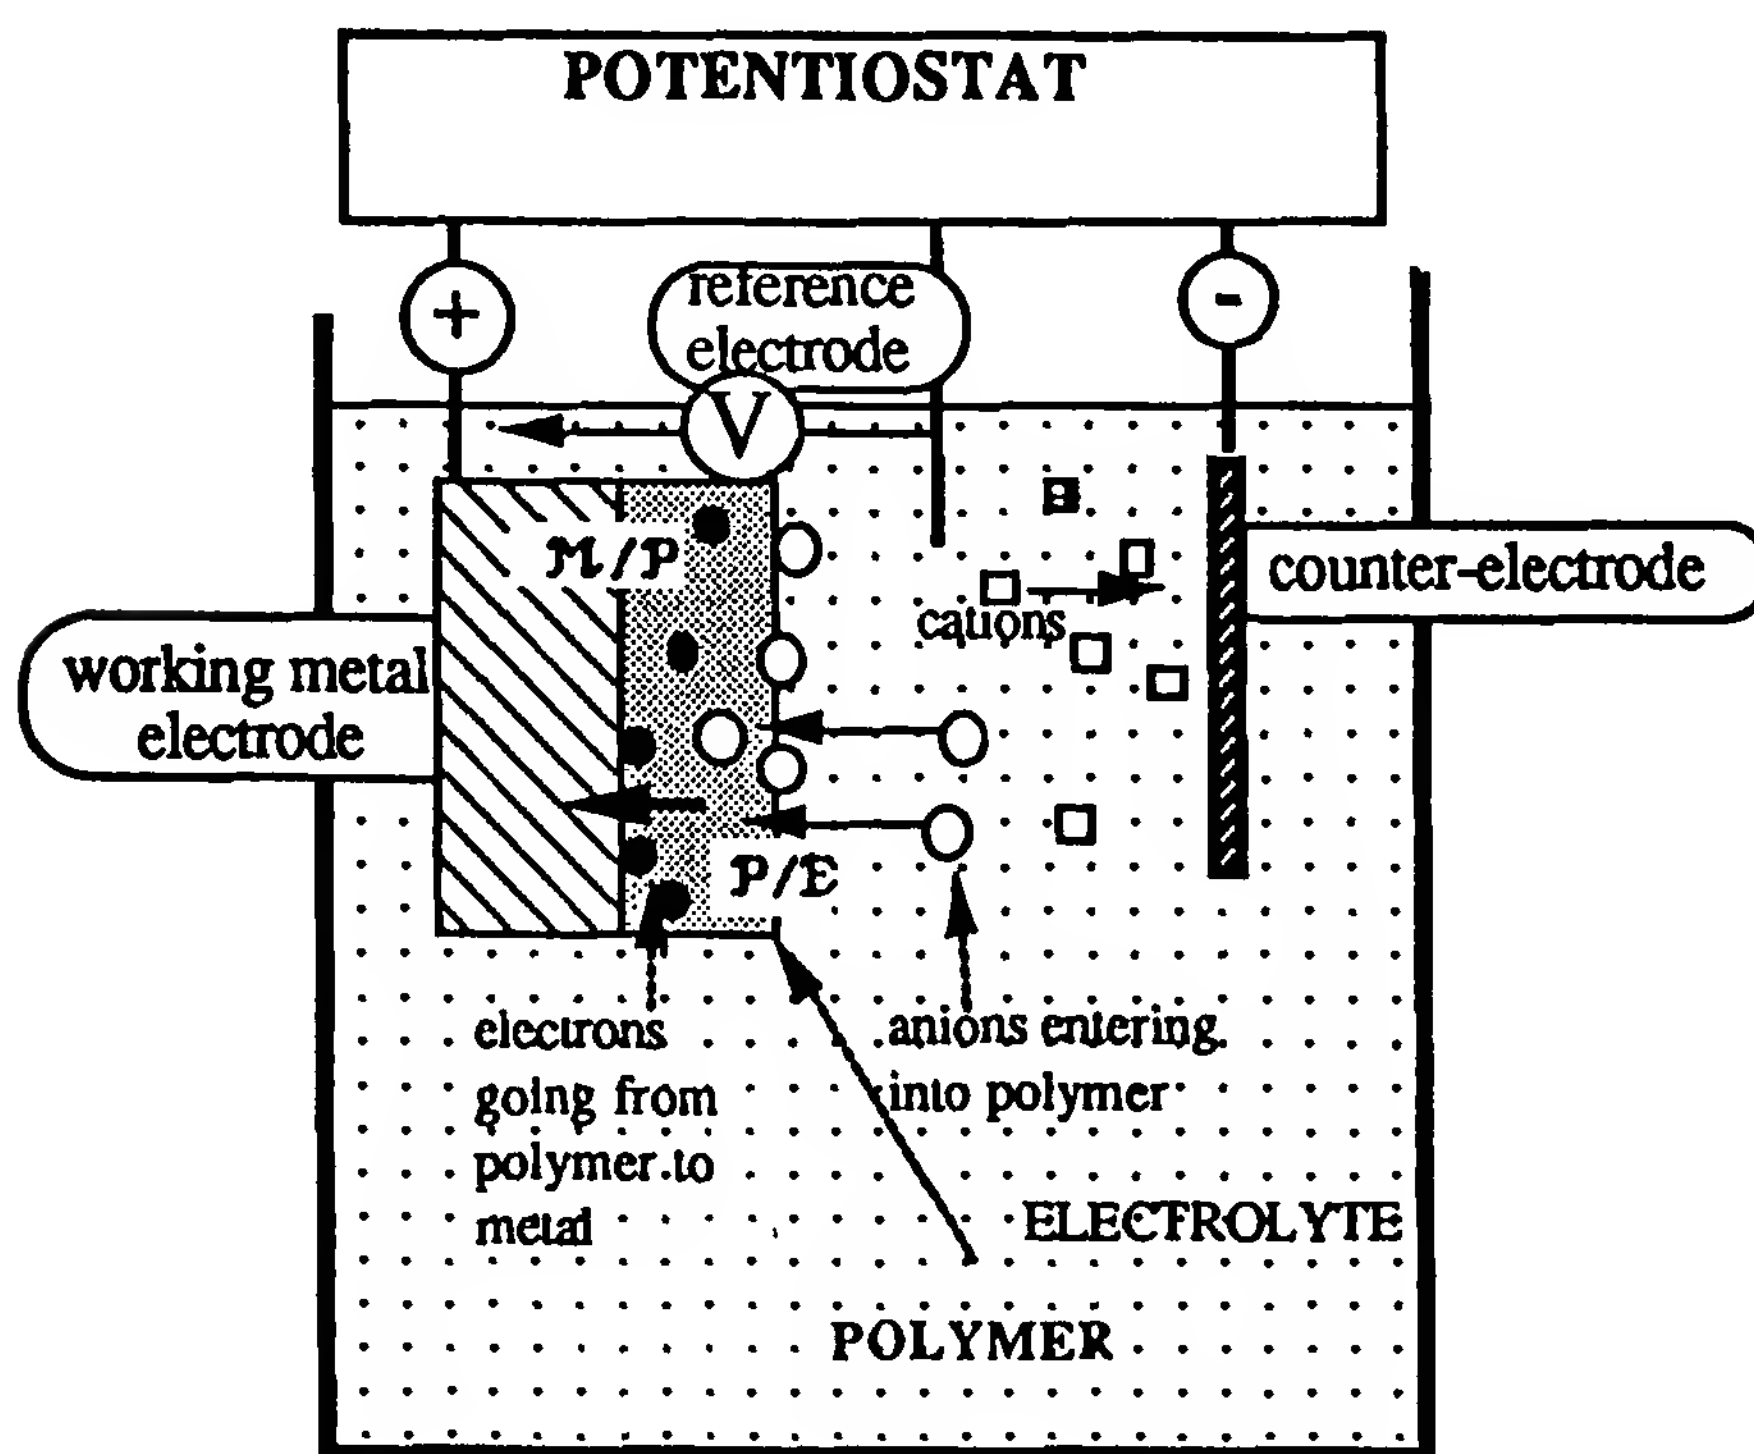 POTENTIOSTAT
+
reference
electrode
-
V
M/P
cations
counter-electrode
working metal
electrode
P/E
electrons
going from
polymer to
metal
anions entering
into polymer
ELECTROLYTE
POLYMER